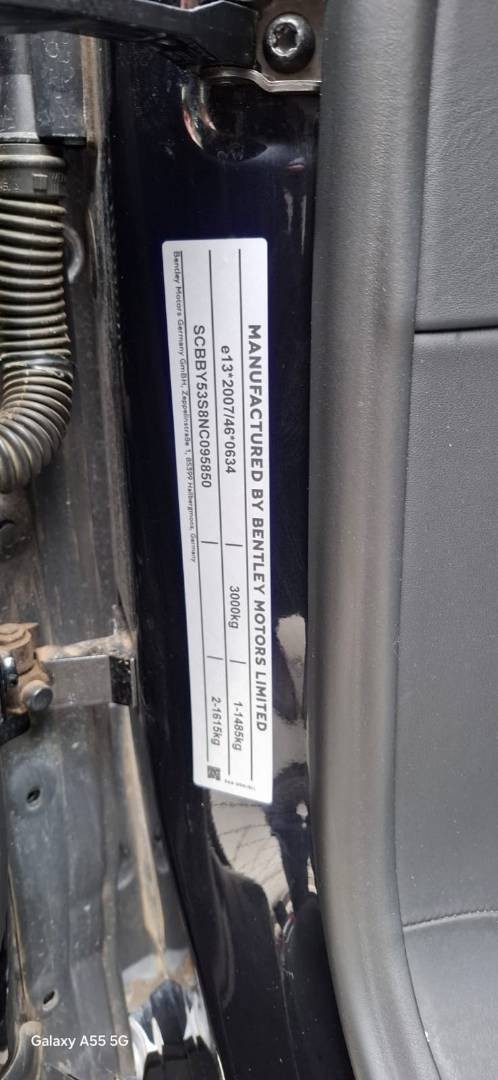 MANUFACTURED BY BENTLEY MOTORS LIMITED
e13*2007/46*0634 | 3000kg | 1-1485kg
SCBBY53S8NC095850 | | 2-1615kg
Bentley Motors Germany GmbH, Zeppelinstraße 1, 85399 Hallbergmoos, Germany
Galaxy A55 5G